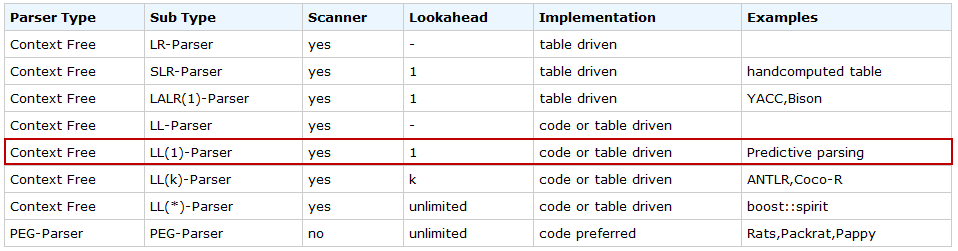 Parser Type Sub Type Scanner Lookahead Implementation Examples
Context Free LR-Parser yes - table driven
Context Free SLR-Parser yes 1 table driven handcomputed table
Context Free LALR(1)-Parser yes 1 table driven YACC,Bison
Context Free LL-Parser yes - code or table driven
Context Free LL(1)-Parser yes 1 code or table driven Predictive parsing
Context Free LL(k)-Parser yes k code or table driven ANTLR,Coco-R
Context Free LL(*)-Parser yes unlimited code or table driven boost::spirit
PEG-Parser PEG-Parser no unlimited code preferred Rats,Packrat,Pappy